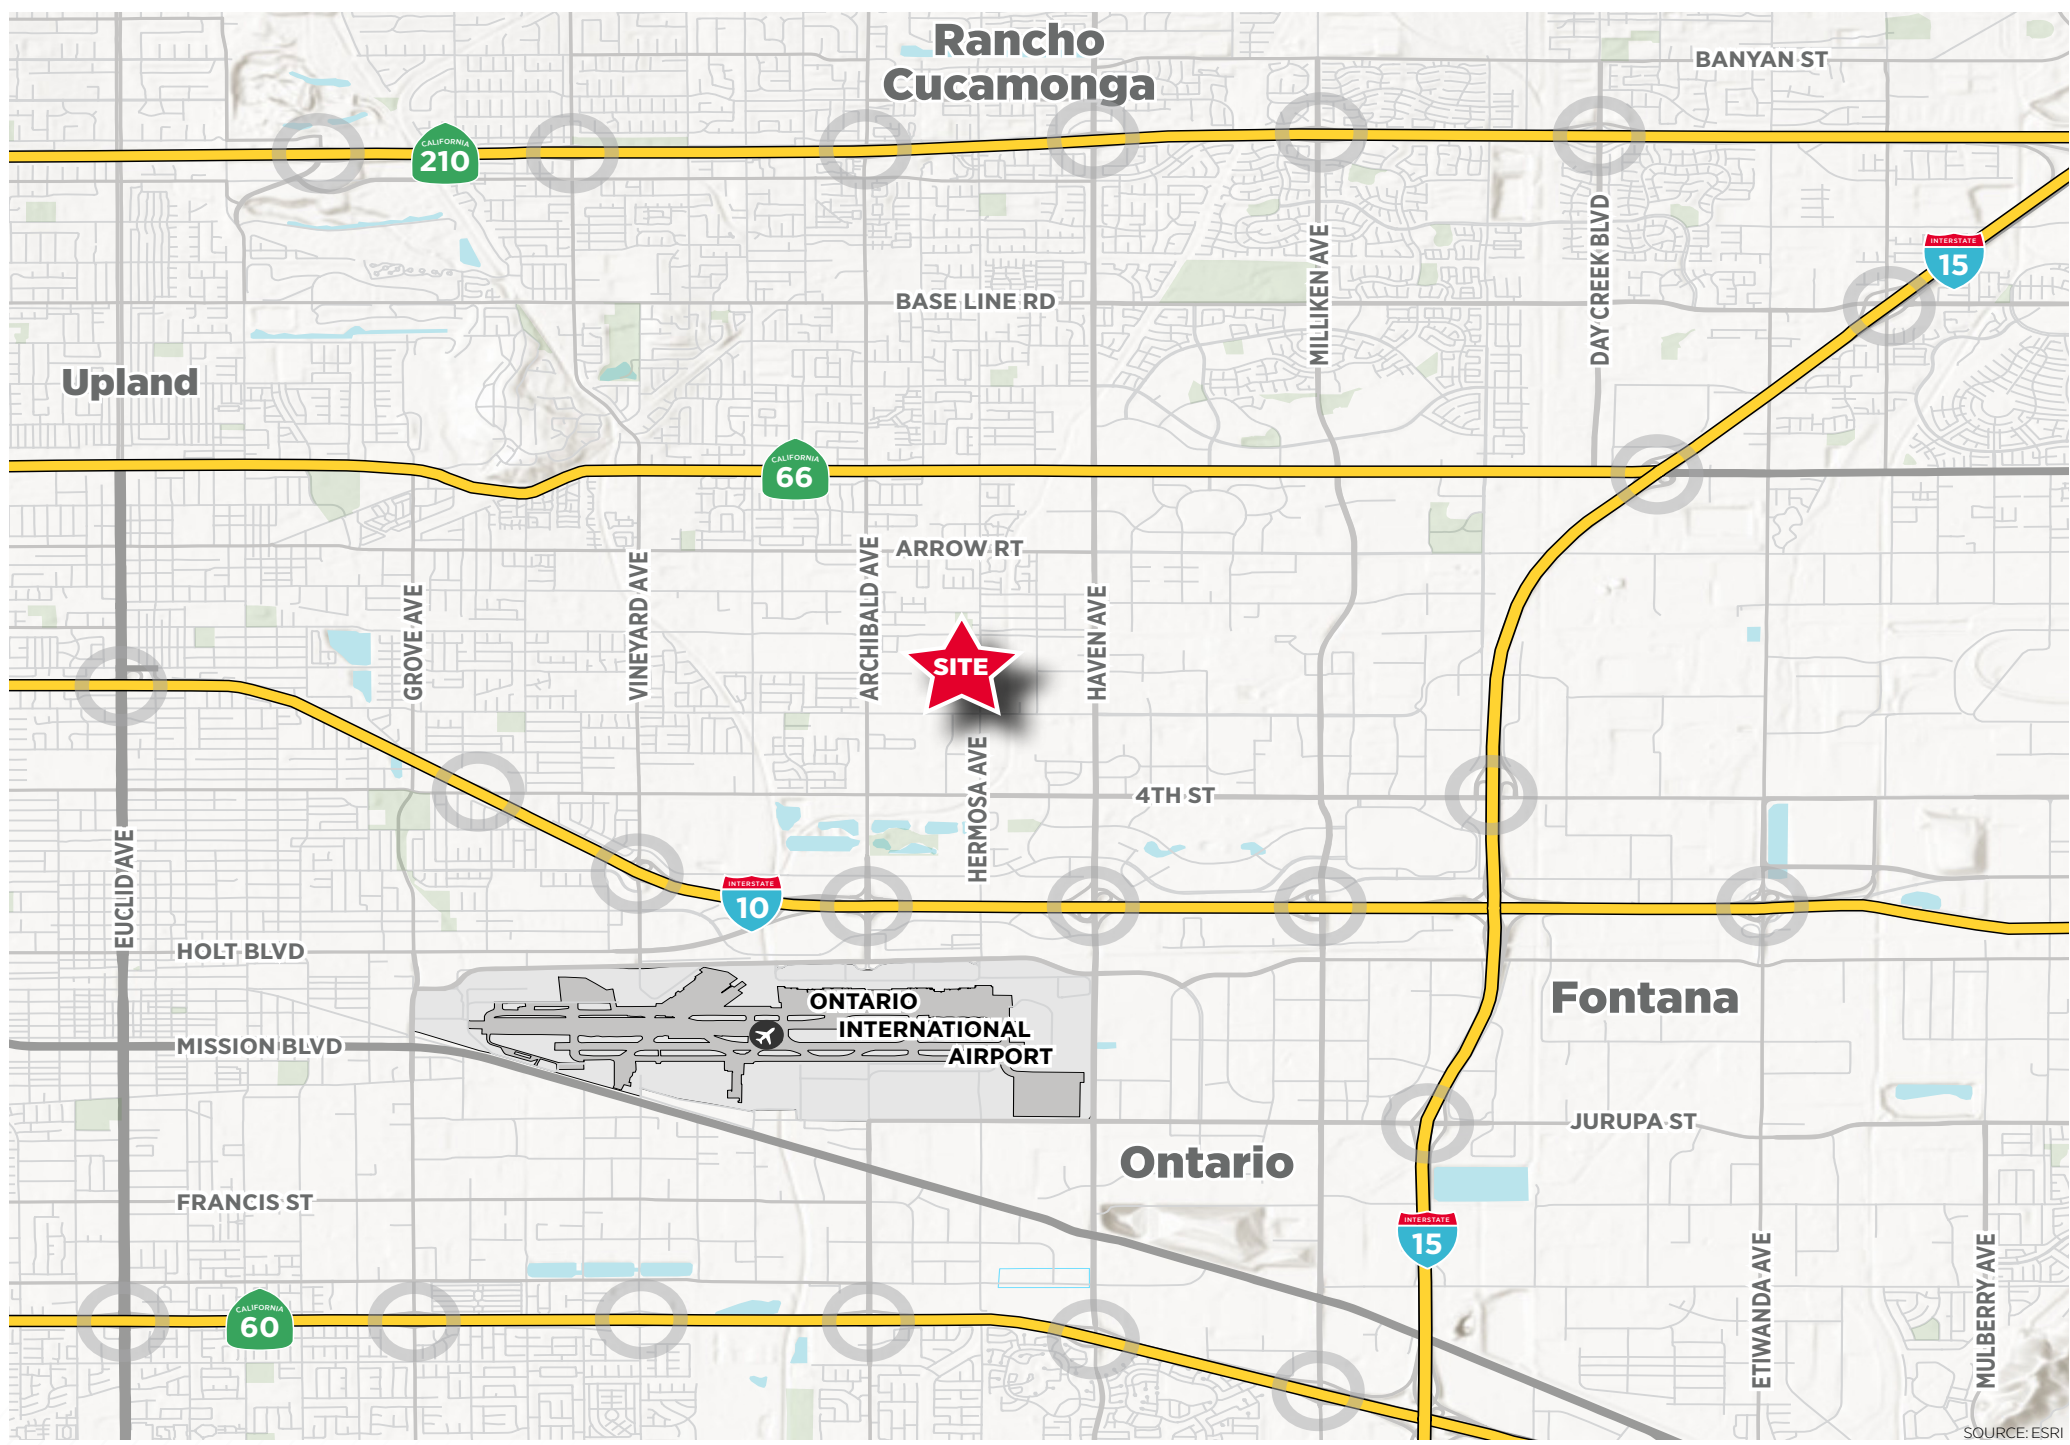 Rancho
Cucamonga
BANYAN ST
CALIFORNIA
210
DAY CREEK BLVD
MILLIKEN AVE
INTERSTATE
15
BASE LINE RD
Upland
CALIFORNIA
66
ARROW RT
GROVE AVE
VINEYARD AVE
ARCHIBALD AVE
SITE
HAVEN AVE
HERMOSA AVE
4TH ST
EUCLID AVE
INTERSTATE
10
HOLT BLVD
ONTARIO
INTERNATIONAL
AIRPORT
Fontana
MISSION BLVD
JURUPA ST
Ontario
FRANCIS ST
INTERSTATE
15
ETIWANDA AVE
MULBERRY AVE
CALIFORNIA
60
SOURCE: ESRI